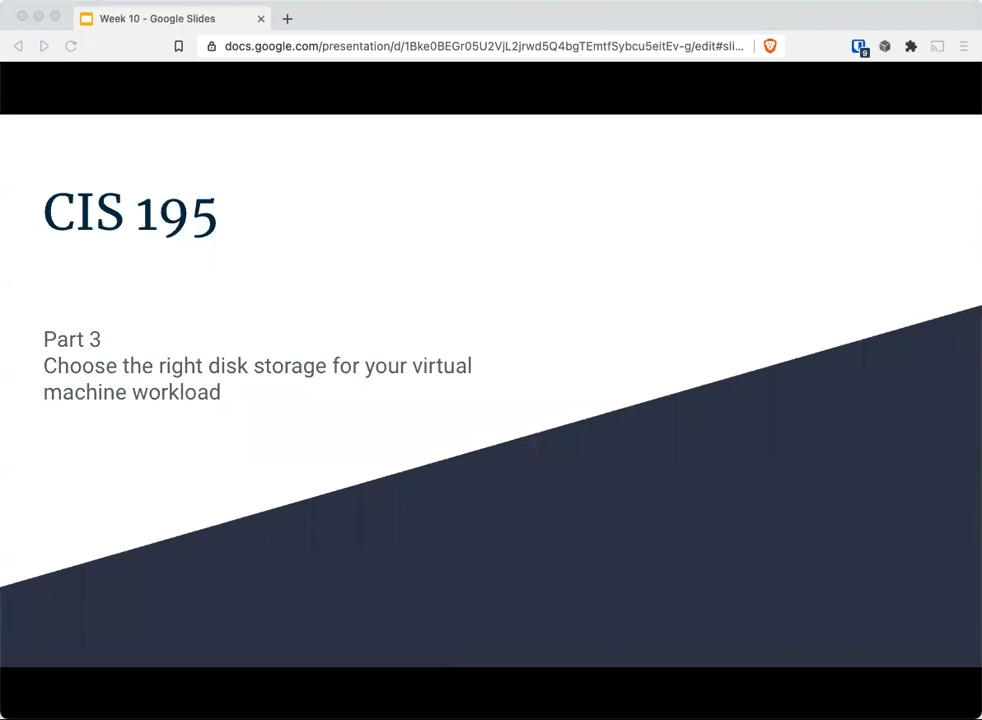 Week 10 - Google Slides
docs.google.com/presentation/d/1Bke0BEGr05U2VjL2jrwd5Q4bgTEmtfSybcu5eitEv-g/edit#sli...
9
CIS 195
Part 3
Choose the right disk storage for your virtual
machine workload